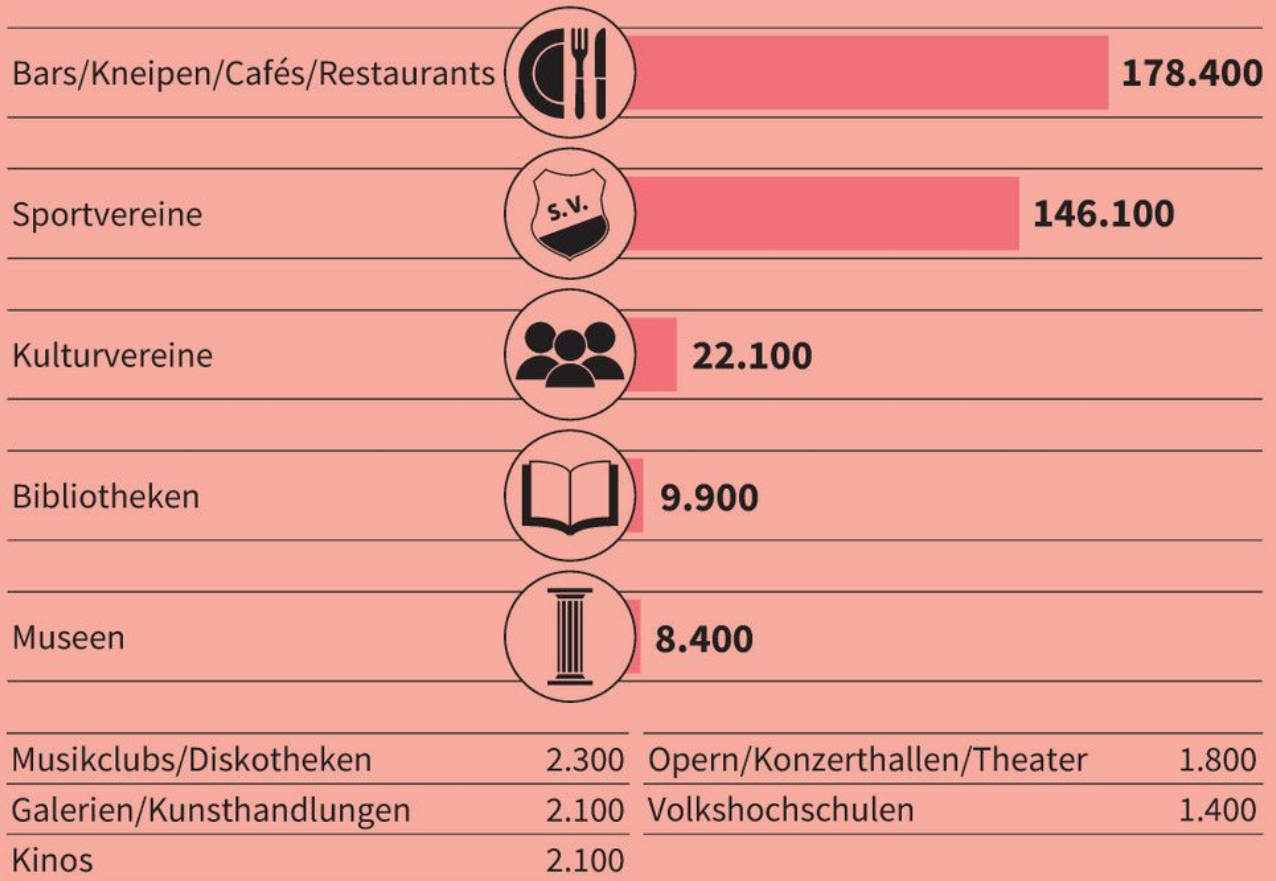 Bars/Kneipen/Cafés/Restaurants 178.400
S.V.
Sportvereine 146.100
Kulturvereine 22.100
Bibliotheken 9.900
Museen 8.400
Musikclubs/Diskotheken 2.300 Opern/Konzerthallen/Theater 1.800
Galerien/Kunsthandlungen 2.100 Volkshochschulen 1.400
Kinos 2.100